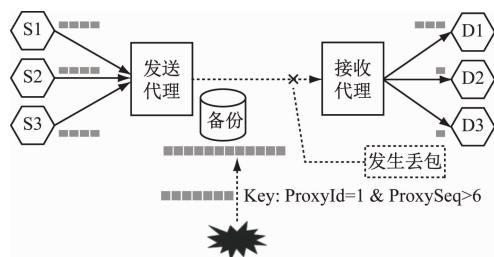 S1
S2
S3
发送
代理
备份
接收
代理
D1
D2
D3
发生丢包
Key: ProxyId=1 & ProxySeq>6